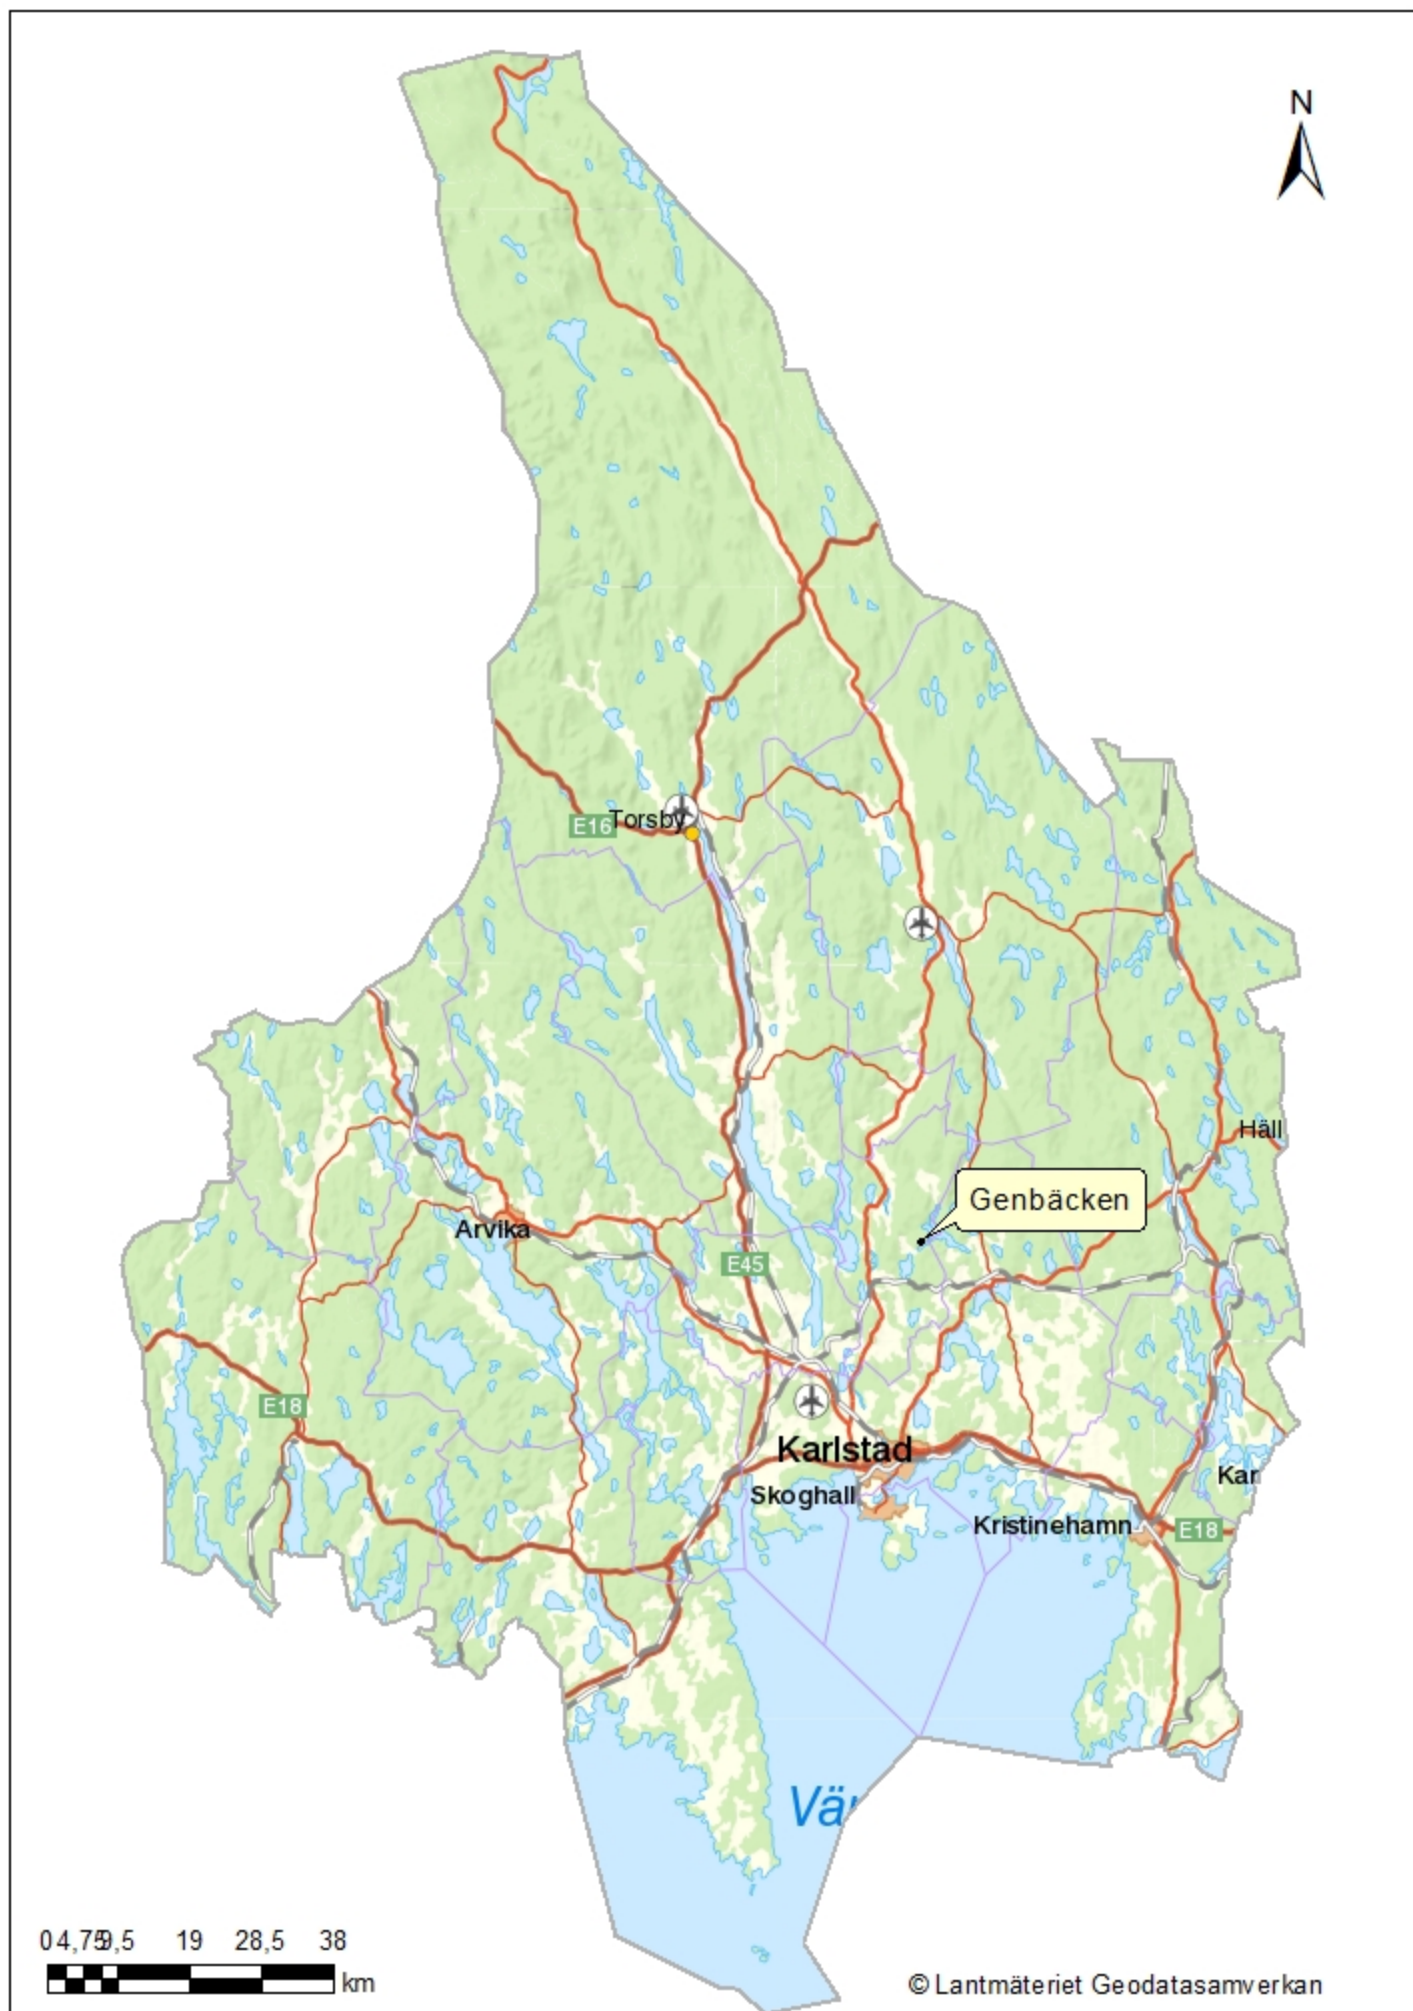 N
Torsby
E16
Häll
Genbäcken
Arvika
E45
E18
Karlstad
Kar
Skoghall
Kristinehamn
E18
Vä
0 4,75 9,5 19 28,5 38
km
© Lantmäteriet Geodatasamverkan